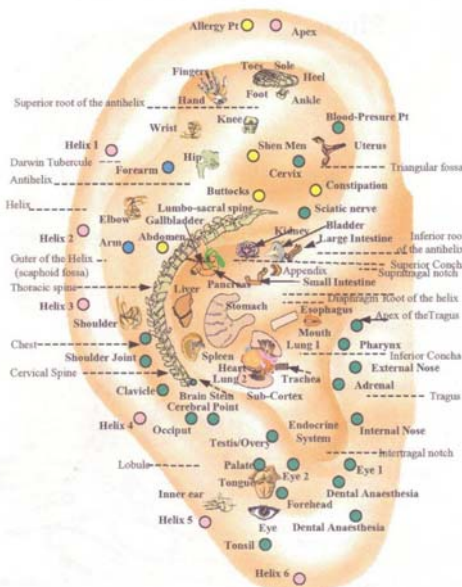 Allergy Pt
Apex
Toes Sole
Fingers
Heel
Foot
Hand
Ankle
Superior root of the antihelix
Knee
Blood-Presure Pt
Wrist
Helix 1
Uterus
Shen Men
Darwin Tubercule
Hip
Cervix
Triangular fossa
Forearm
Antihelix
Buttocks
Constipation
Helix
Lumbo-sacral spine
Sciatic nerve
Elbow
Gallbladder
Kidney
Bladder
Helix 2
Large Intestine
Inferior root
of the antihelix
Arm
Abdomen
Guter of the Helix
(scaphoid fossa)
Superior Conch
Appendix
Supratragal notch
Thotacic spine
Pancreas
Small Intestine
Liver
Diaphragm Root of the helix
Helix 3
Stomach
Esophagus
Apex of theTragus
Shoulder
Mouth
Chest
Lung 1
Pharynx
Shoulder Joint
Spleen
Inferior Concha
Heart
External Nose
Cervical Spine
Lung 2
Trachea
Adrenal
Clavicle
Brain Stem
Sub-Cortex
Tragus
Cerebral Point
Helix 4
Occiput
Endocrine
System
Internal Nose
Testis/Overy
Intertragal notch
Lobule
Palate
Eye 2
Eye 1
Tongue
Dental Anaesthesia
Inner ear
Forehead
Helix 5
Eye
Dental Anaesthesia
Tonsil
Helix 6